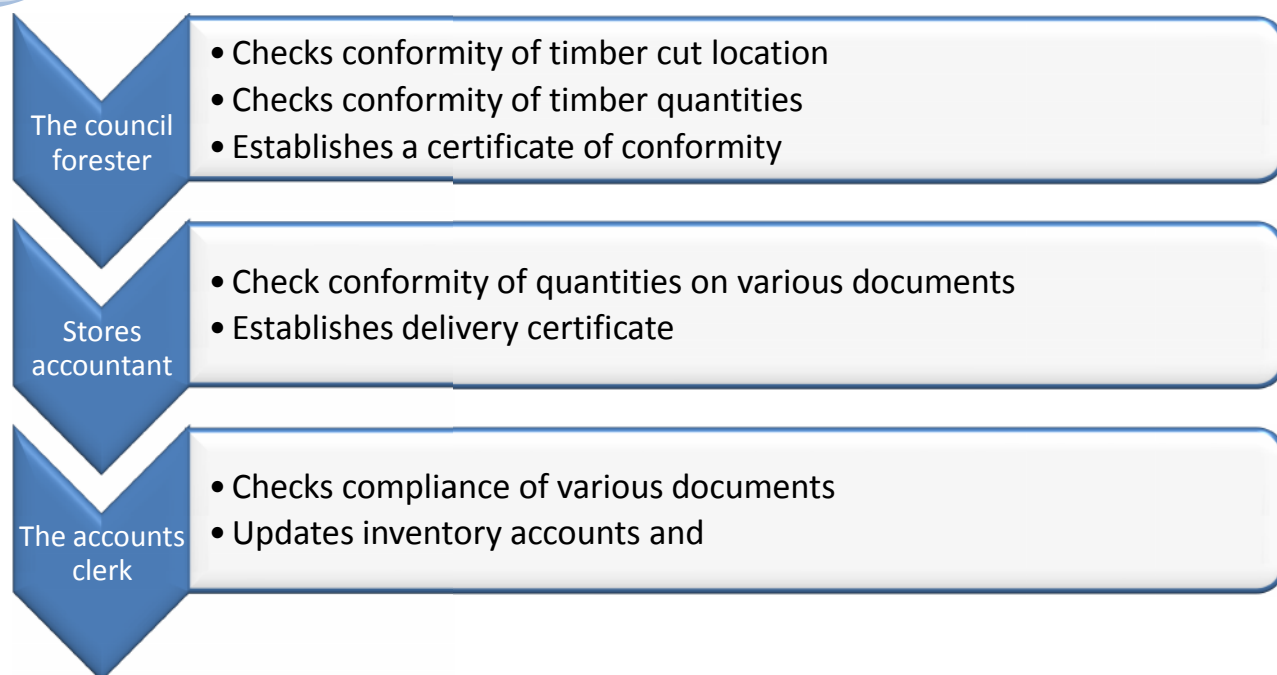 The council
forester
• Checks conformity of timber cut location
• Checks conformity of timber quantities
• Establishes a certificate of conformity
Stores
accountant
• Check conformity of quantities on various documents
• Establishes delivery certificate
The accounts
clerk
• Checks compliance of various documents
• Updates inventory accounts and